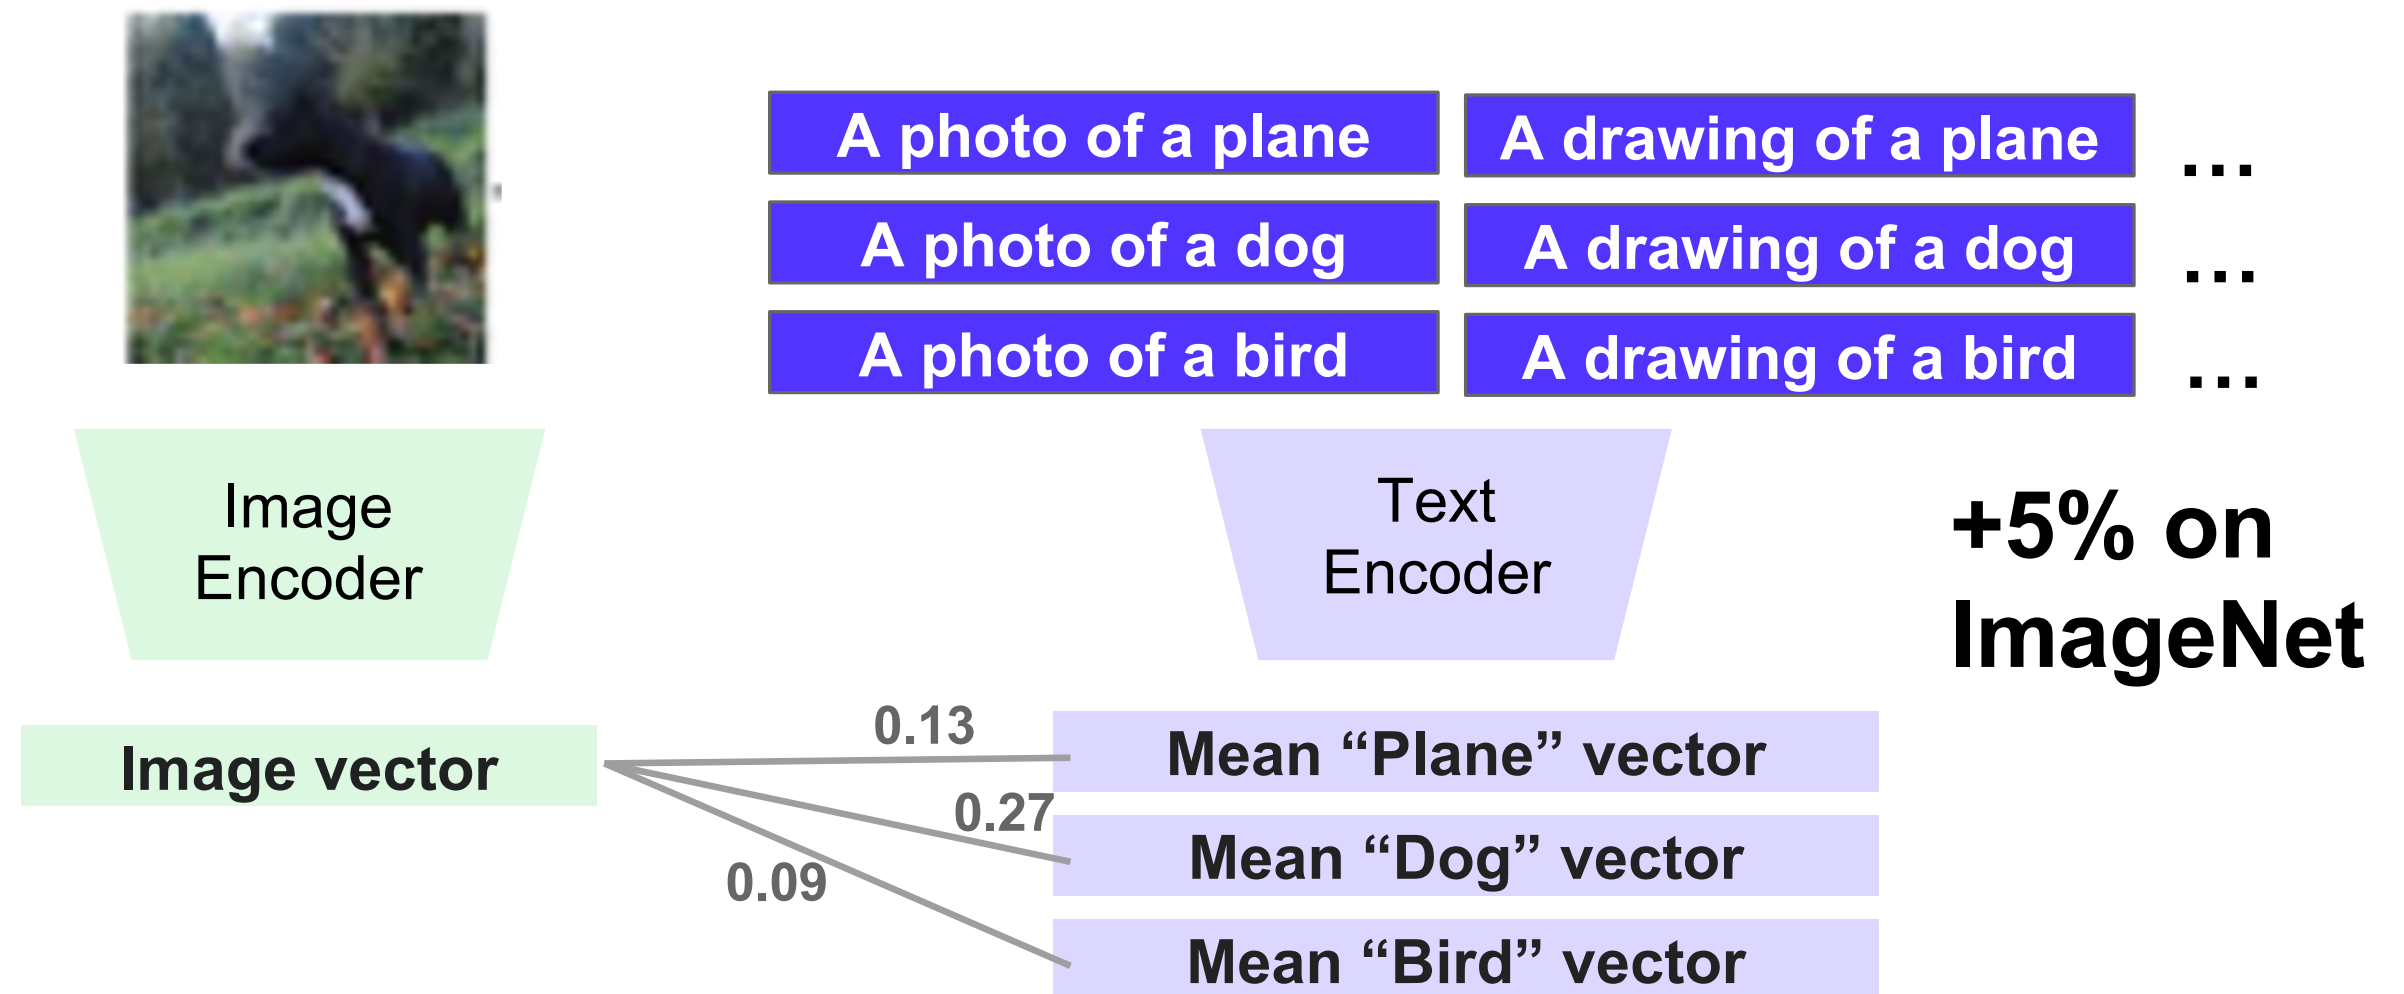 A photo of a plane
A drawing of a plane
...
A photo of a dog
A drawing of a dog
...
A photo of a bird
A drawing of a bird
...
Image
Encoder
Text
Encoder
+5% on
ImageNet
Image vector
0.13
0.27
0.09
Mean “Plane” vector
Mean “Dog” vector
Mean “Bird” vector